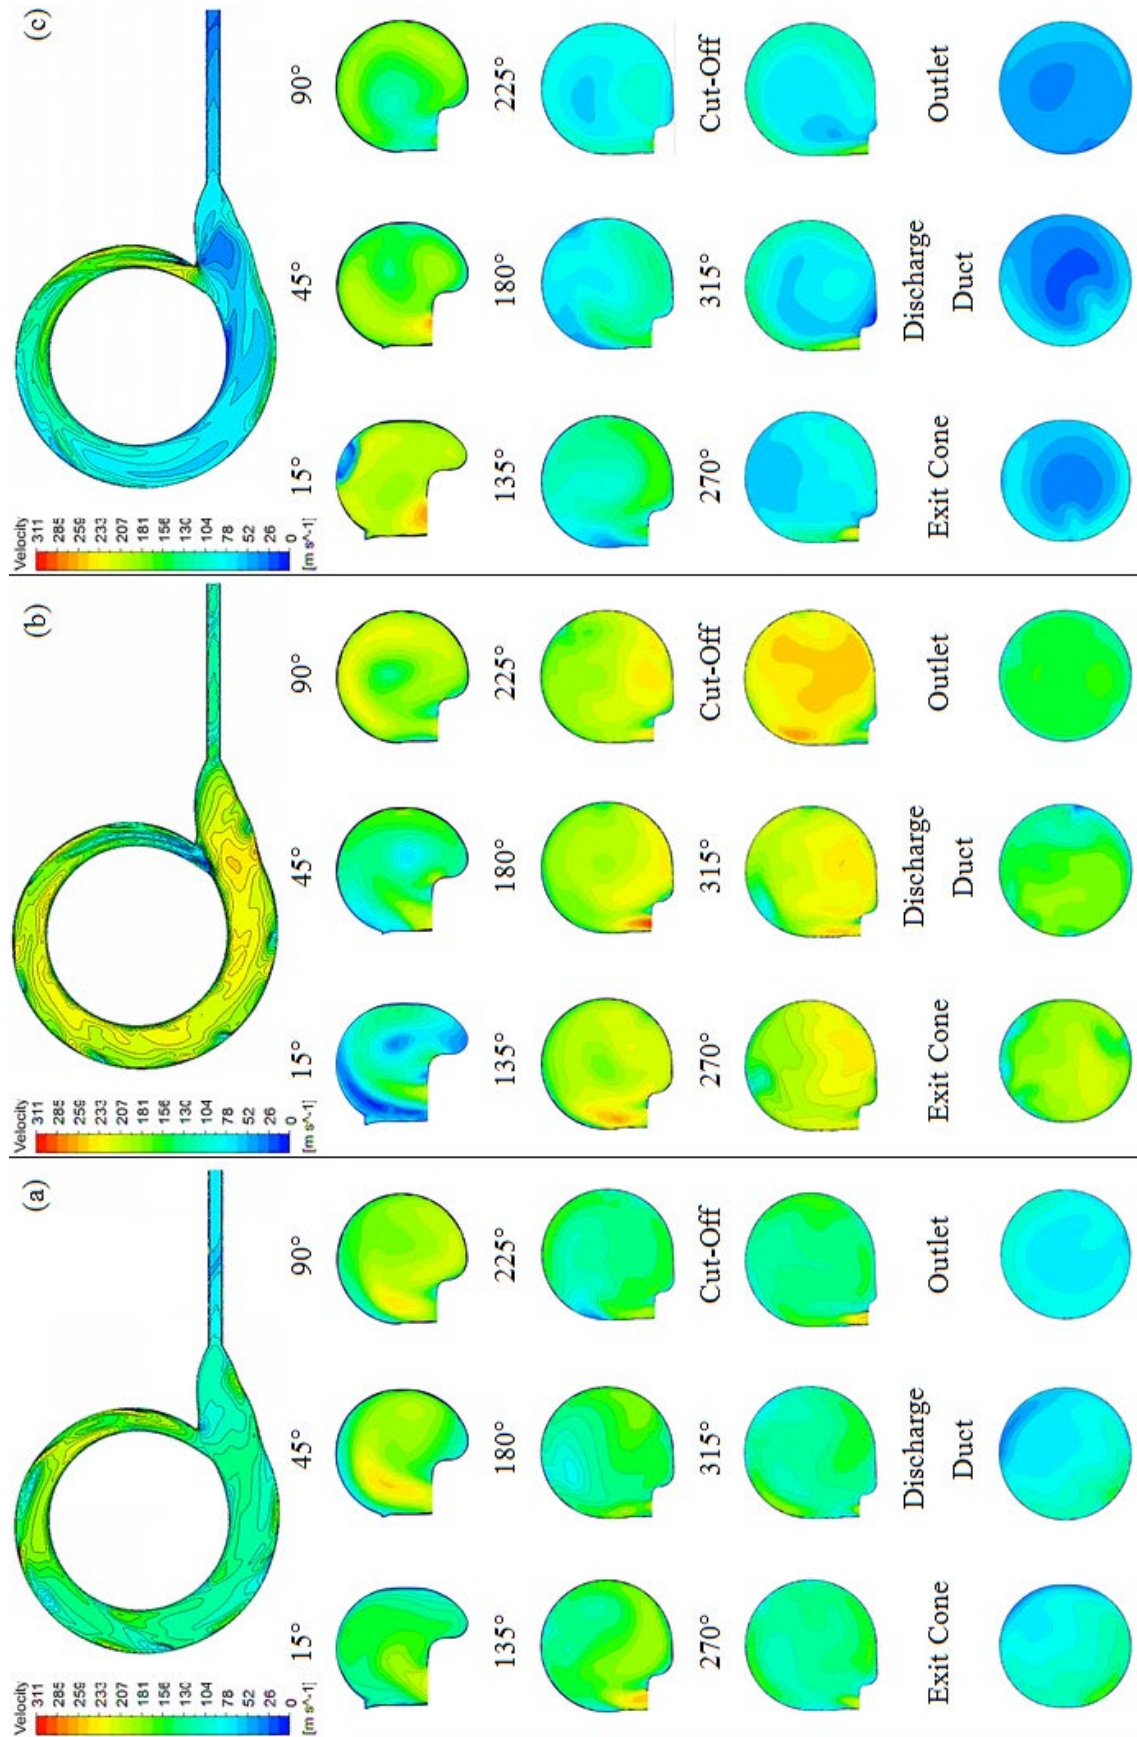 (a)
Velocity
311
285
259
233
207
181
156
130
104
78
52
26
0
[m s^-1]
15°
45°
90°
135°
180°
225°
270°
315°
Cut-Off
Exit Cone
Discharge
Duct
Outlet
(b)
Velocity
311
285
259
233
207
181
156
130
104
78
52
26
0
[m s^-1]
15°
45°
90°
135°
180°
225°
270°
315°
Cut-Off
Exit Cone
Discharge
Duct
Outlet
(c)
Velocity
311
285
259
233
207
181
156
130
104
78
52
26
0
[m s^-1]
15°
45°
90°
135°
180°
225°
270°
315°
Cut-Off
Exit Cone
Discharge
Duct
Outlet